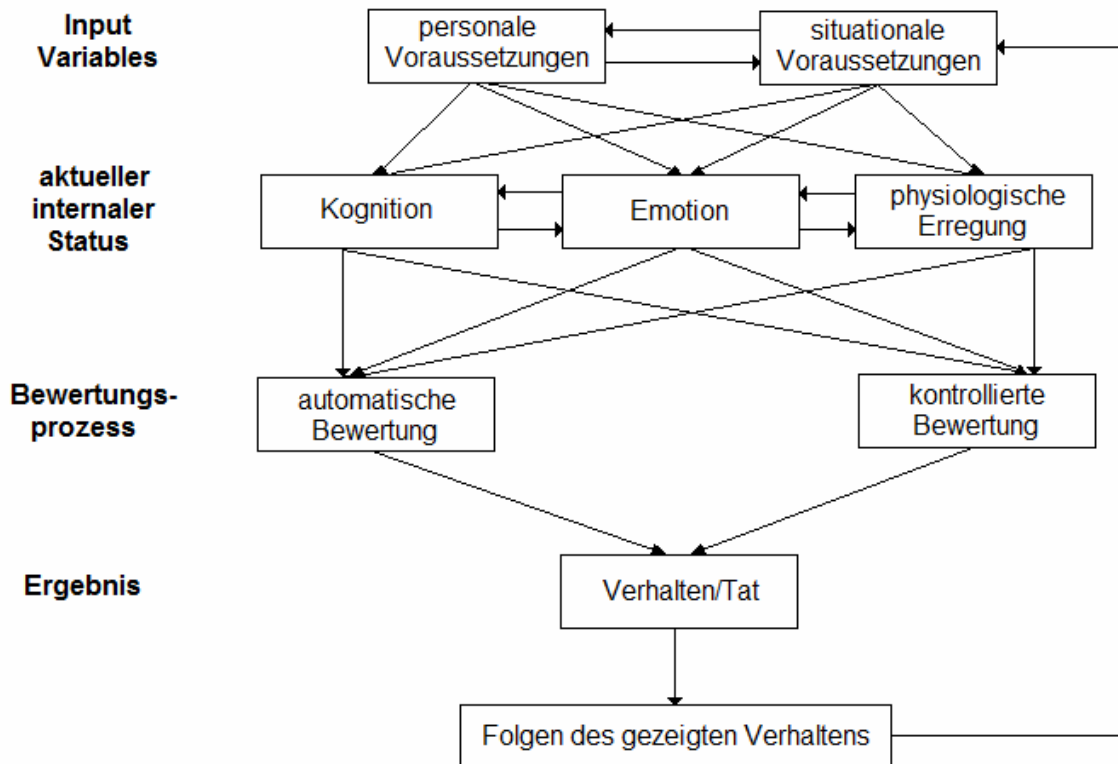 Input
Variables
personale
Voraussetzungen
situationale
Voraussetzungen
aktueller
internaler
Status
Kognition
Emotion
physiologische
Erregung
Bewertungs-
prozess
automatische
Bewertung
kontrollierte
Bewertung
Ergebnis
Verhalten/Tat
Folgen des gezeigten Verhaltens